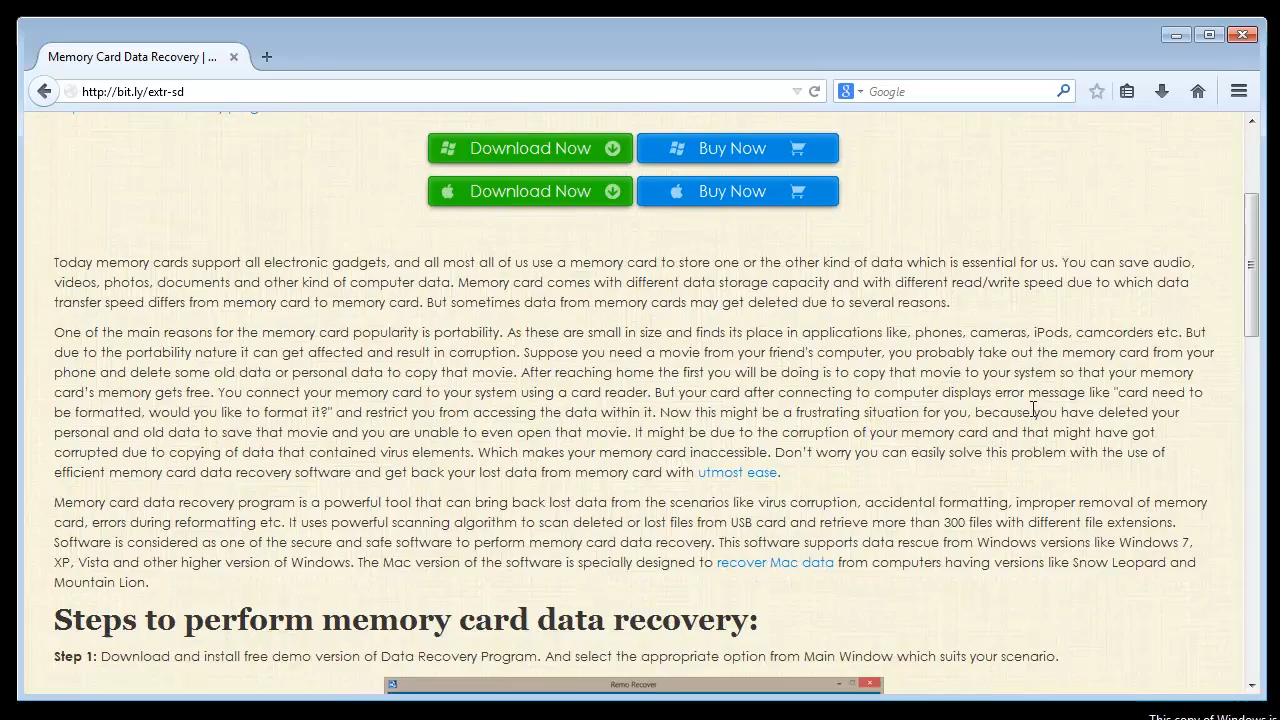 Memory Card Data Recovery | ...
http://bit.ly/extr-sd
Google
Download Now Buy Now
Download Now Buy Now
Today memory cards support all electronic gadgets, and all most all of us use a memory card to store one or the other kind of data which is essential for us. You can save audio,
videos, photos, documents and other kind of computer data. Memory card comes with different data storage capacity and with different read/write speed due to which data
transfer speed differs from memory card to memory card. But sometimes data from memory cards may get deleted due to several reasons.
One of the main reasons for the memory card popularity is portability. As these are small in size and finds its place in applications like, phones, cameras, iPods, camcorders etc. But
due to the portability nature it can get affected and result in corruption. Suppose you need a movie from your friend's computer, you probably take out the memory card from your
phone and delete some old data or personal data to copy that movie. After reaching home the first you will be doing is to copy that movie to your system so that your memory
card’s memory gets free. You connect your memory card to your system using a card reader. But your card after connecting to computer displays error message like "card need to
be formatted, would you like to format it?" and restrict you from accessing the data within it. Now this might be a frustrating situation for you, because you have deleted your
personal and old data to save that movie and you are unable to even open that movie. It might be due to the corruption of your memory card and that might have got
corrupted due to copying of data that contained virus elements. Which makes your memory card inaccessible. Don’t worry you can easily solve this problem with the use of
efficient memory card data recovery software and get back your lost data from memory card with utmost ease.
Memory card data recovery program is a powerful tool that can bring back lost data from the scenarios like virus corruption, accidental formatting, improper removal of memory
card, errors during reformatting etc. It uses powerful scanning algorithm to scan deleted or lost files from USB card and retrieve more than 300 files with different file extensions.
Software is considered as one of the secure and safe software to perform memory card data recovery. This software supports data rescue from Windows versions like Windows 7,
XP, Vista and other higher version of Windows. The Mac version of the software is specially designed to recover Mac data from computers having versions like Snow Leopard and
Mountain Lion.
Steps to perform memory card data recovery:
Step 1: Download and install free demo version of Data Recovery Program. And select the appropriate option from Main Window which suits your scenario.
Remo Recover
This copy of Windows i